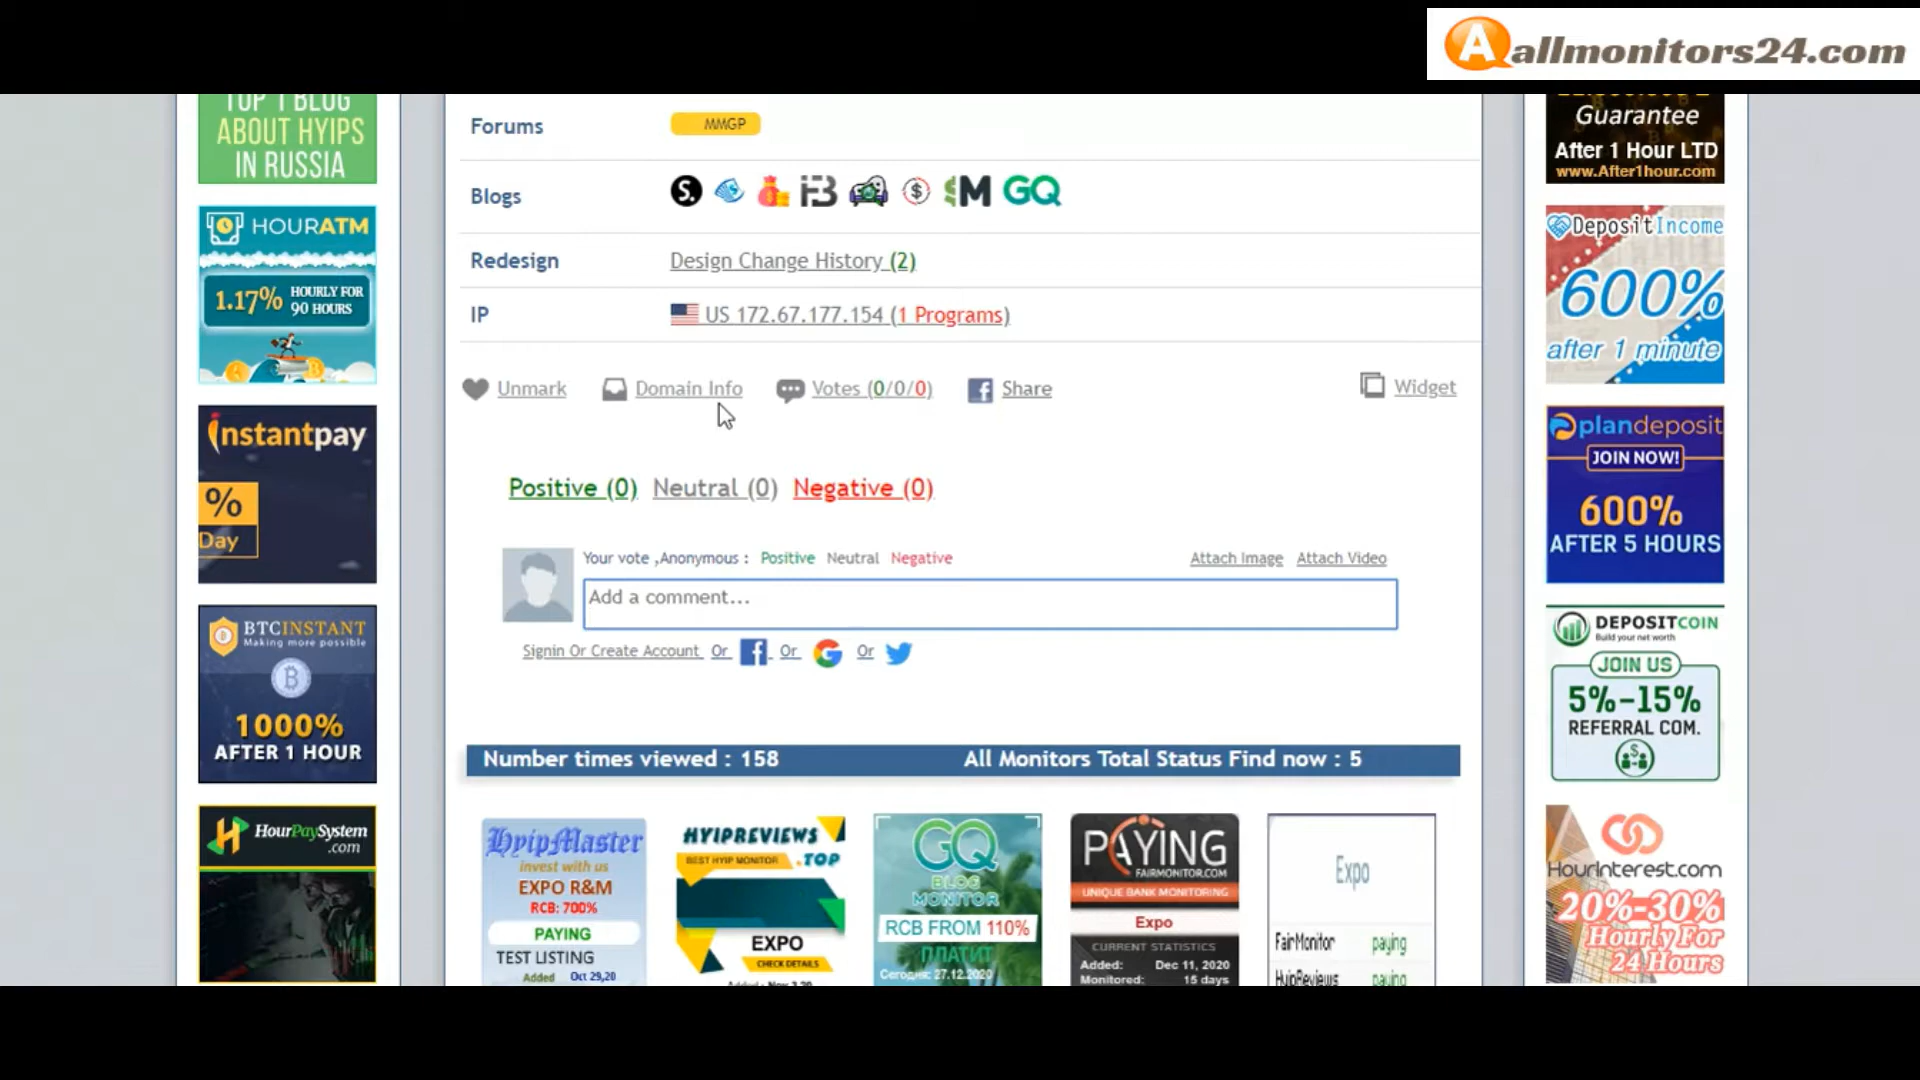 allmonitors24.com
TOP 1 BLOG
ABOUT HYIPS
IN RUSSIA
HOURATM
1.17% HOURLY FOR
90 HOURS
instantpay
%
Day
BTCINSTANT
Making more possible
1000%
AFTER 1 HOUR
HourPaySystem
.com
Forums
MMGP
Blogs
GQ
Redesign
Design Change History (2)
IP
US 172.67.177.154 (1 Programs)
Unmark
Domain Info
Votes (0/0/0)
Share
Widget
Positive (0) Neutral (0) Negative (0)
Your vote ,Anonymous : Positive Neutral Negative
Attach Image Attach Video
Add a comment...
Signin Or Create Account Or Or Or
Number times viewed : 158
All Monitors Total Status Find now : 5
HyipMaster
invest with us
EXPO R&M
RCB: 700%
PAYING
TEST LISTING
Added Oct 29,20
HYIPREVIEWS
BEST HYIP MONITOR .TOP
EXPO
CHECK DETAILS
GQ
BLOG
MONITOR
RCB FROM 110%
ПЛАТИТ
Сегодня: 27.12.2020
PAYING
FAIRMONITOR.COM
UNIQUE BANK MONITORING
Expo
CURRENT STATISTICS
Added: Dec 11, 2020
Monitored: 15 days
Expo
FairMonitor paying
HyipReviews paying
Guarantee
After 1 Hour LTD
www.After1hour.com
DepositIncome
600%
after 1 minute
plandeposit
JOIN NOW!
600%
AFTER 5 HOURS
DEPOSITCOIN
Build your net worth
JOIN US
5%-15%
REFERRAL COM.
HourInterest.com
20%-30%
Hourly For
24 Hours